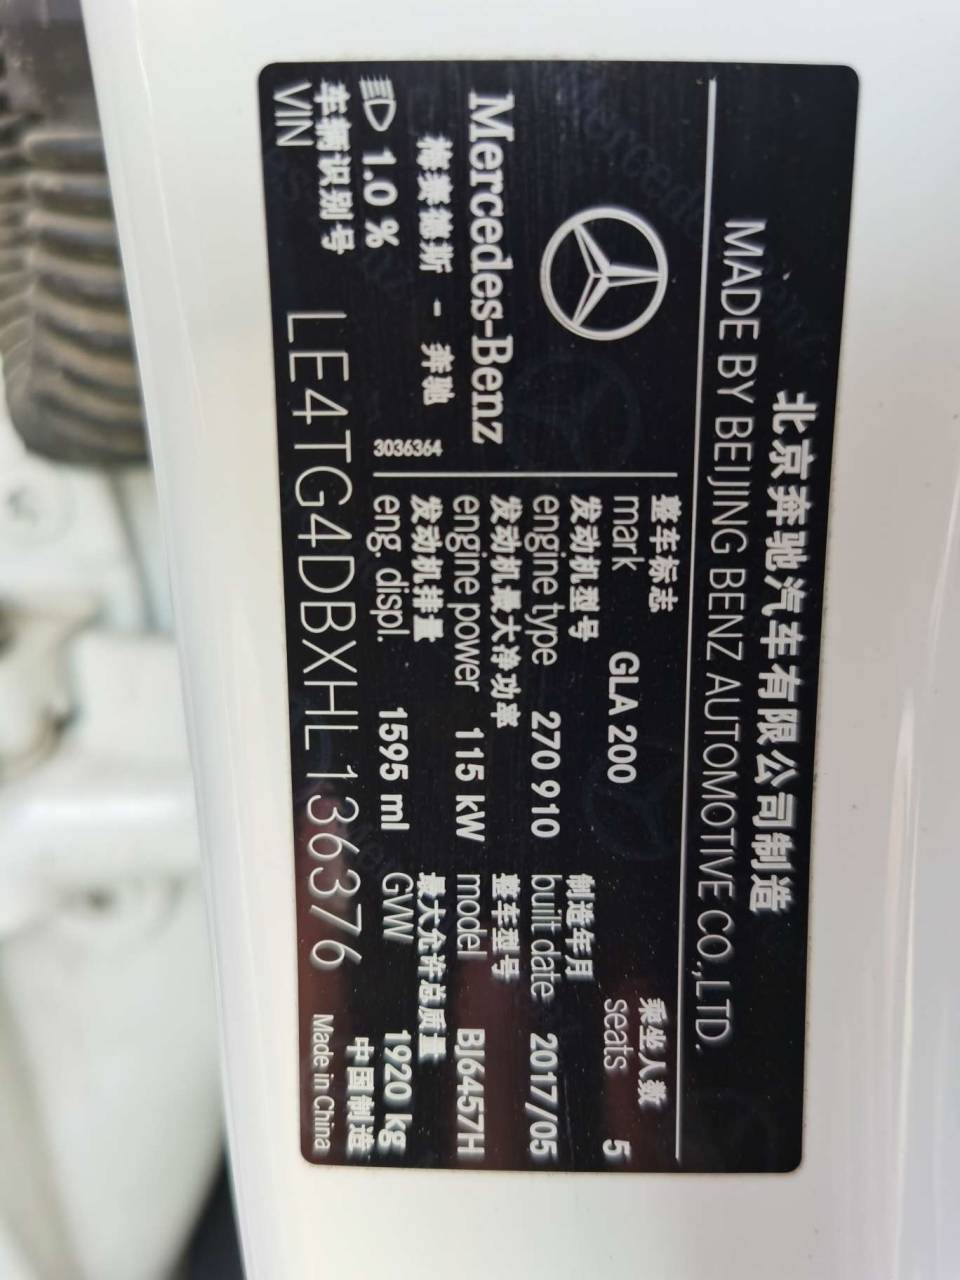 北京奔驰汽车有限公司制造
MADE BY BEIJING BENZ AUTOMOTIVE CO.,LTD.
Mercedes-Benz
梅赛德斯 - 奔驰
3036364
1.0 %
整车标志
mark GLA 200
乘坐人数
seats 5
发动机型号
engine type 270 910
制造年月
built date 2017/05
发动机最大净功率
engine power 115 kW
整车型号
model BJ6457H
发动机排量
eng. displ. 1595 ml
最大允许总质量
GVW 1920 kg
车辆识别号
VIN LE4TG4DBXHL136376
中国制造
Made in China